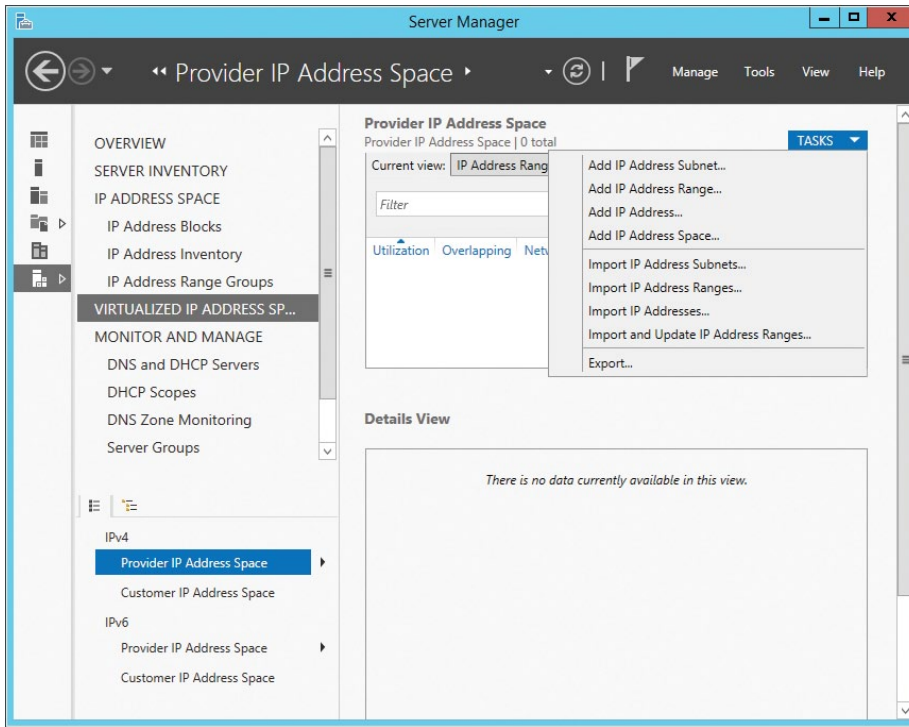 Server Manager
Provider IP Address Space
Manage Tools View Help
OVERVIEW
SERVER INVENTORY
IP ADDRESS SPACE
IP Address Blocks
IP Address Inventory
IP Address Range Groups
VIRTUALIZED IP ADDRESS SP...
MONITOR AND MANAGE
DNS and DHCP Servers
DHCP Scopes
DNS Zone Monitoring
Server Groups
IPv4
Provider IP Address Space
Customer IP Address Space
IPv6
Provider IP Address Space
Customer IP Address Space
Provider IP Address Space
Provider IP Address Space | 0 total
TASKS
Current view: IP Address Rang
Filter
Utilization Overlapping Netw
Add IP Address Subnet...
Add IP Address Range...
Add IP Address...
Add IP Address Space...
Import IP Address Subnets...
Import IP Address Ranges...
Import IP Addresses...
Import and Update IP Address Ranges...
Export...
Details View
There is no data currently available in this view.